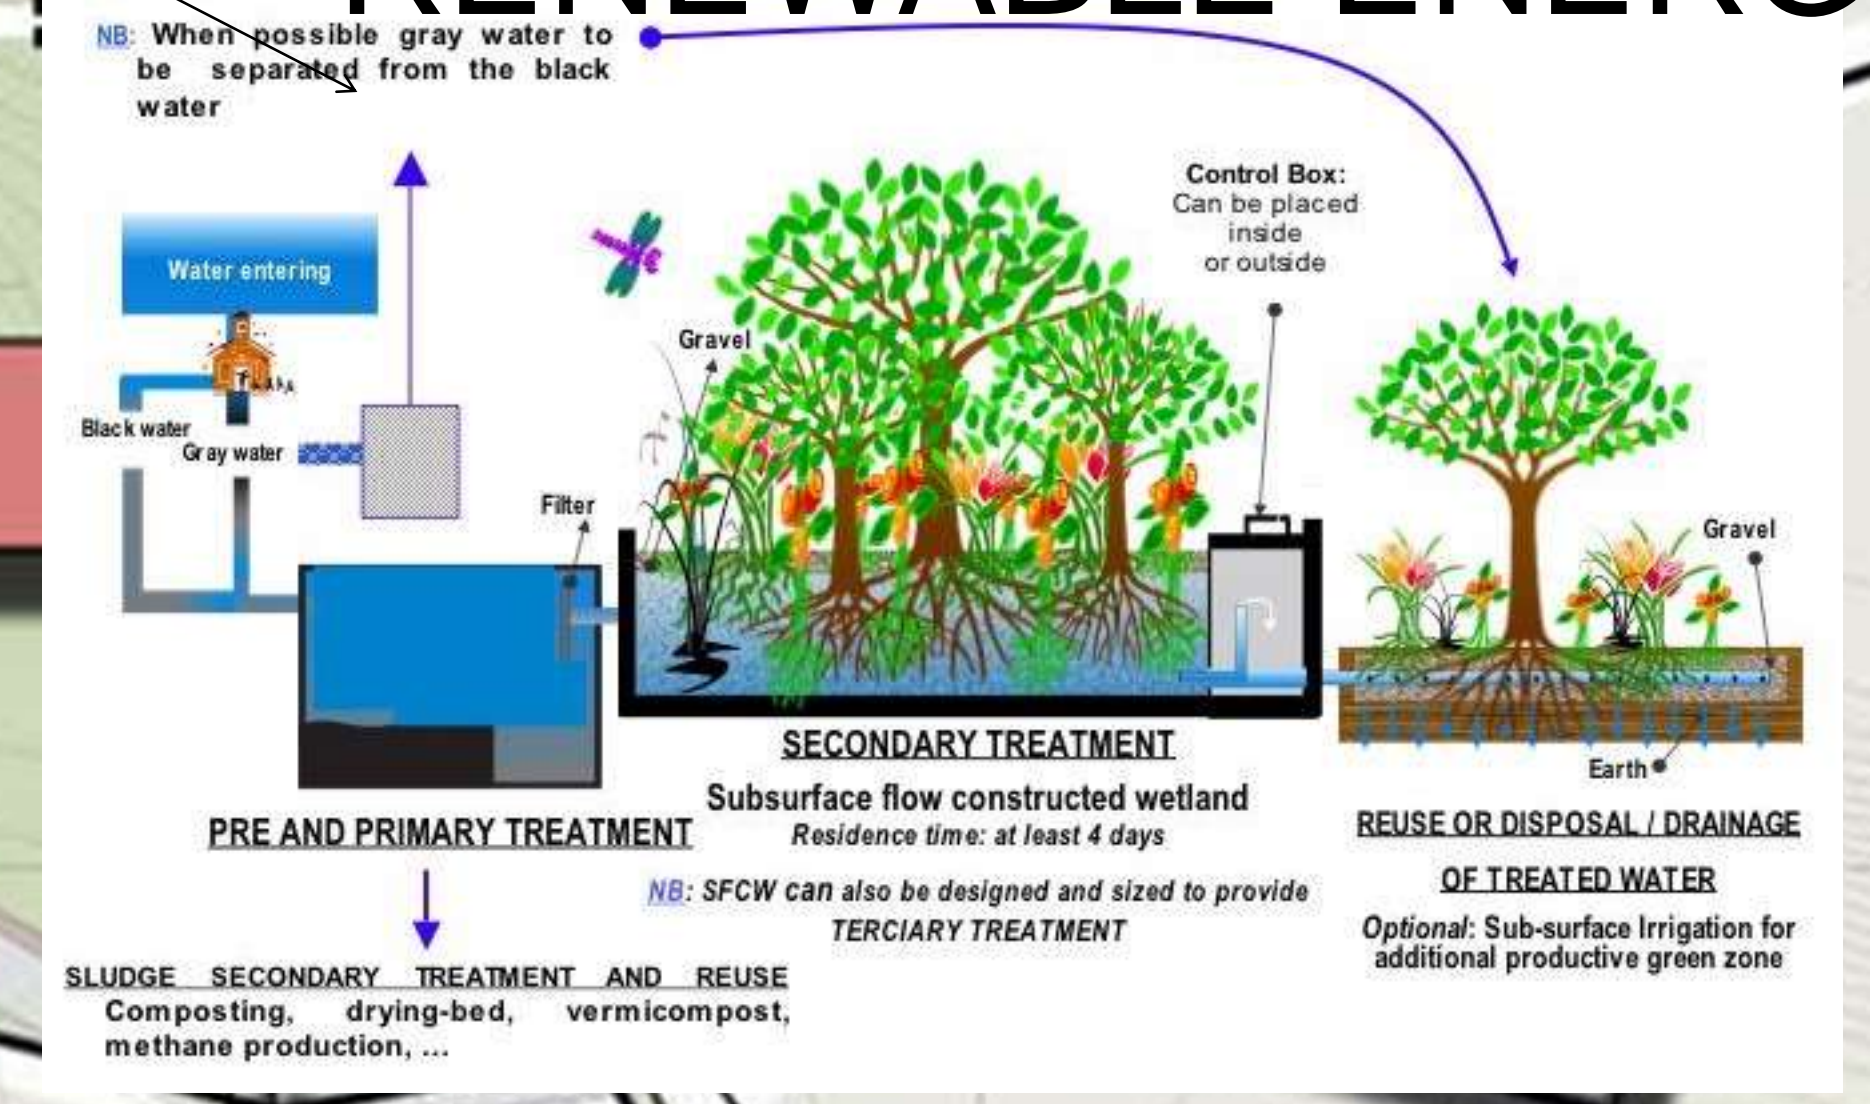 RENEWABLE ENERG
NB: When possible gray water to
be separated from the black
water
Control Box:
Can be placed
inside
or outside
Water entering
Gravel
Black water
Gray water
Filter
Gravel
Earth
SECONDARY TREATMENT
Subsurface flow constructed wetland
Residence time: at least 4 days
NB: SFCW can also be designed and sized to provide
TERCIARY TREATMENT
PRE AND PRIMARY TREATMENT
SLUDGE SECONDARY TREATMENT AND REUSE
Composting, drying-bed, vermicompost,
methane production, ...
REUSE OR DISPOSAL / DRAINAGE
OF TREATED WATER
Optional: Sub-surface Irrigation for
additional productive green zone